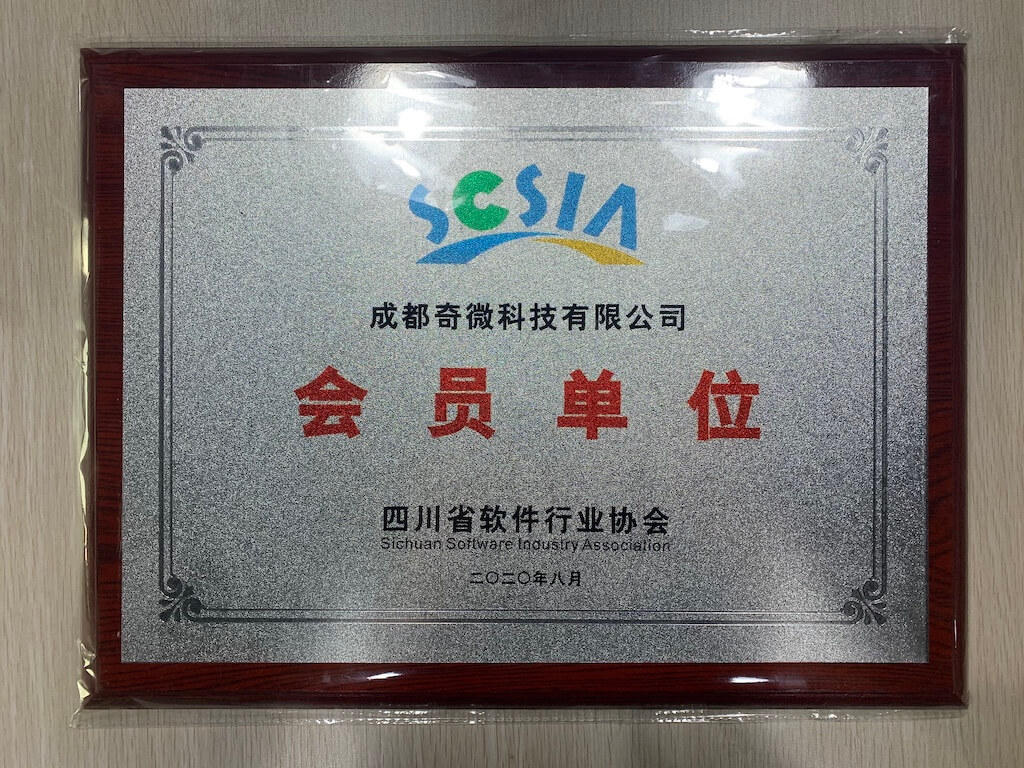 SCSIA
成都奇微科技有限公司
会员单位
四川省软件行业协会
Sichuan Software Industry Association
二〇二〇年八月